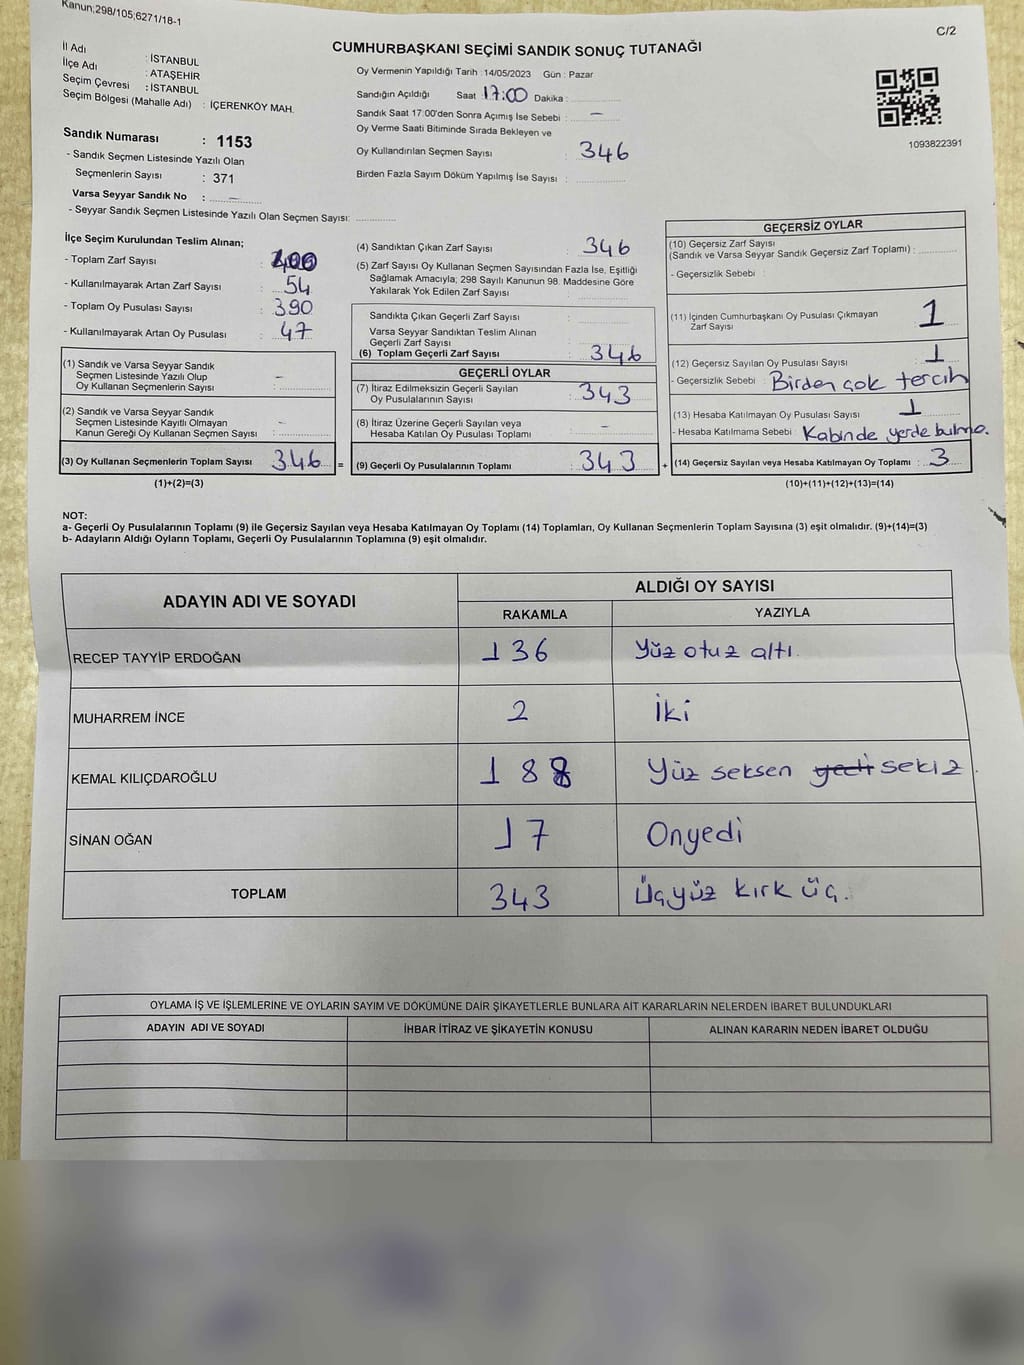 Kanun;298/105;6271/18-1
C/2
CUMHURBAŞKANI SEÇİMİ SANDIK SONUÇ TUTANAĞI
İl Adı : İSTANBUL
İlçe Adı : ATAŞEHİR
Seçim Çevresi : İSTANBUL
Seçim Bölgesi (Mahalle Adı) : İÇERENKÖY MAH.
Sandık Numarası : 1153
- Sandık Seçmen Listesinde Yazılı Olan
Seçmenlerin Sayısı : 371
Varsa Seyyar Sandık No : -
- Seyyar Sandık Seçmen Listesinde Yazılı Olan Seçmen Sayısı:
Oy Vermenin Yapıldığı Tarih : 14/05/2023 Gün : Pazar
Sandığın Açıldığı Saat 17:00 Dakika :
Sandık Saat 17:00'den Sonra Açımış İse Sebebi : -
Oy Verme Saati Bitiminde Sırada Bekleyen ve
Oy Kullandırılan Seçmen Sayısı : 346
Birden Fazla Sayım Döküm Yapılmış İse Sayısı :
1093822391
İlçe Seçim Kurulundan Teslim Alınan;
- Toplam Zarf Sayısı : 400
- Kullanılmayarak Artan Zarf Sayısı : 54
- Toplam Oy Pusulası Sayısı : 390
- Kullanılmayarak Artan Oy Pusulası : 47
(1) Sandık ve Varsa Seyyar Sandık
Seçmen Listesinde Yazılı Olup
Oy Kullanan Seçmenlerin Sayısı : -
(2) Sandık ve Varsa Seyyar Sandık
Seçmen Listesinde Kayıtlı Olmayan
Kanun Gereği Oy Kullanan Seçmen Sayısı : -
(3) Oy Kullanan Seçmenlerin Toplam Sayısı : 346 =
(1)+(2)=(3)
(4) Sandıktan Çıkan Zarf Sayısı : 346
(5) Zarf Sayısı Oy Kullanan Seçmen Sayısından Fazla İse, Eşitliği
Sağlamak Amacıyla; 298 Sayılı Kanunun 98. Maddesine Göre
Yakılarak Yok Edilen Zarf Sayısı :
Sandıkta Çıkan Geçerli Zarf Sayısı :
Varsa Seyyar Sandıktan Teslim Alınan
Geçerli Zarf Sayısı :
(6) Toplam Geçerli Zarf Sayısı : 346
GEÇERLİ OYLAR
(7) İtiraz Edilmeksizin Geçerli Sayılan
Oy Pusulalarının Sayısı : 343
(8) İtiraz Üzerine Geçerli Sayılan veya
Hesaba Katılan Oy Pusulası Toplamı : -
(9) Geçerli Oy Pusulalarının Toplamı : 343 +
GEÇERSİZ OYLAR
(10) Geçersiz Zarf Sayısı
(Sandık ve Varsa Seyyar Sandık Geçersiz Zarf Toplamı) :
- Geçersizlik Sebebi :
(11) İçinden Cumhurbaşkanı Oy Pusulası Çıkmayan
Zarf Sayısı : 1
(12) Geçersiz Sayılan Oy Pusulası Sayısı : 1
- Geçersizlik Sebebi : Birden çok tercih
(13) Hesaba Katılmayan Oy Pusulası Sayısı : 1
- Hesaba Katılmama Sebebi : Kabinde yerde bulma.
(14) Geçersiz Sayılan veya Hesaba Katılmayan Oy Toplamı : 3
(10)+(11)+(12)+(13)=(14)
NOT:
a- Geçerli Oy Pusulalarının Toplamı (9) ile Geçersiz Sayılan veya Hesaba Katılmayan Oy Toplamı (14) Toplamları, Oy Kullanan Seçmenlerin Toplam Sayısına (3) eşit olmalıdır. (9)+(14)=(3)
b- Adayların Aldığı Oyların Toplamı, Geçerli Oy Pusulalarının Toplamına (9) eşit olmalıdır.
ADAYIN ADI VE SOYADI
ALDIĞI OY SAYISI
RAKAMLA YAZIYLA
RECEP TAYYİP ERDOĞAN 136 Yüz otuz altı.
MUHARREM İNCE 2 İki
KEMAL KILIÇDAROĞLU 188 Yüz seksen yedi sekiz.
SİNAN OĞAN 17 Onyedi
TOPLAM 343 Üçyüz kırk üç.
OYLAMA İŞ VE İŞLEMLERİNE VE OYLARIN SAYIM VE DÖKÜMÜNE DAİR ŞİKAYETLERLE BUNLARA AİT KARARLARIN NELERDEN İBARET BULUNDUKLARI
ADAYIN ADI VE SOYADI İHBAR İTİRAZ VE ŞİKAYETİN KONUSU ALINAN KARARIN NEDEN İBARET OLDUĞU